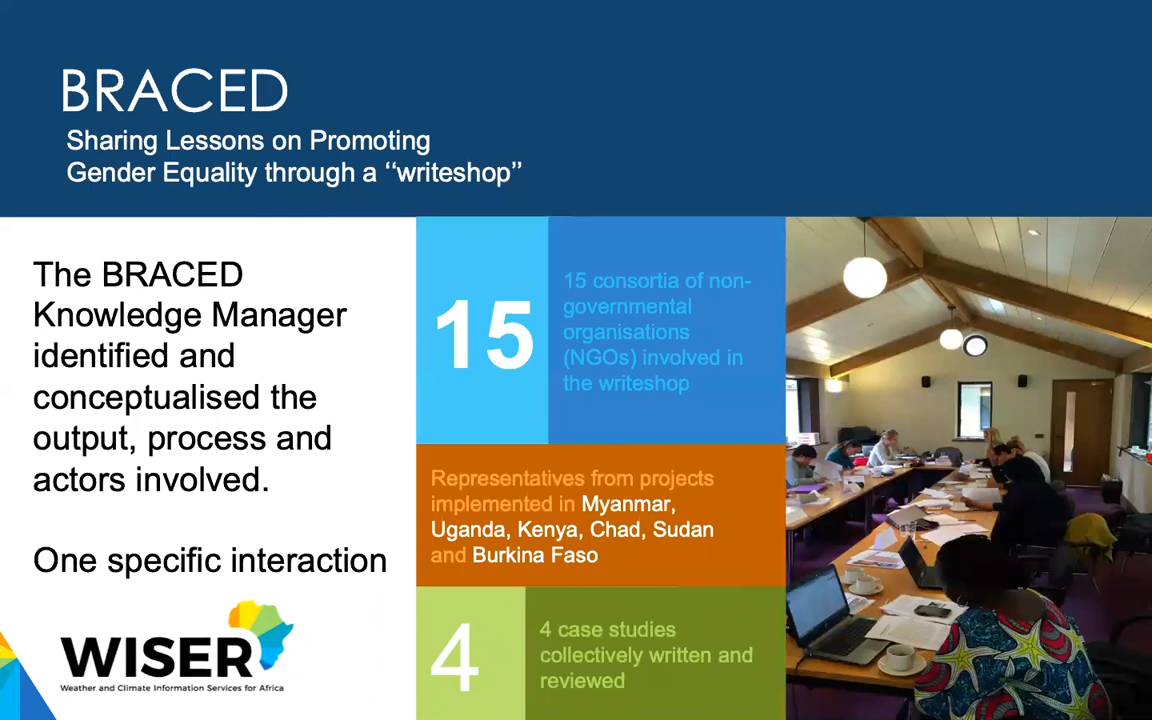 BRACED
Sharing Lessons on Promoting
Gender Equality through a ‘‘writeshop’’
The BRACED
Knowledge Manager
identified and
conceptualised the
output, process and
actors involved.
One specific interaction
WISER
Weather and Climate Information Services for Africa
15
15 consortia of non-
governmental
organisations
(NGOs) involved in
the writeshop
Representatives from projects
implemented in Myanmar,
Uganda, Kenya, Chad, Sudan
and Burkina Faso
4
4 case studies
collectively written and
reviewed